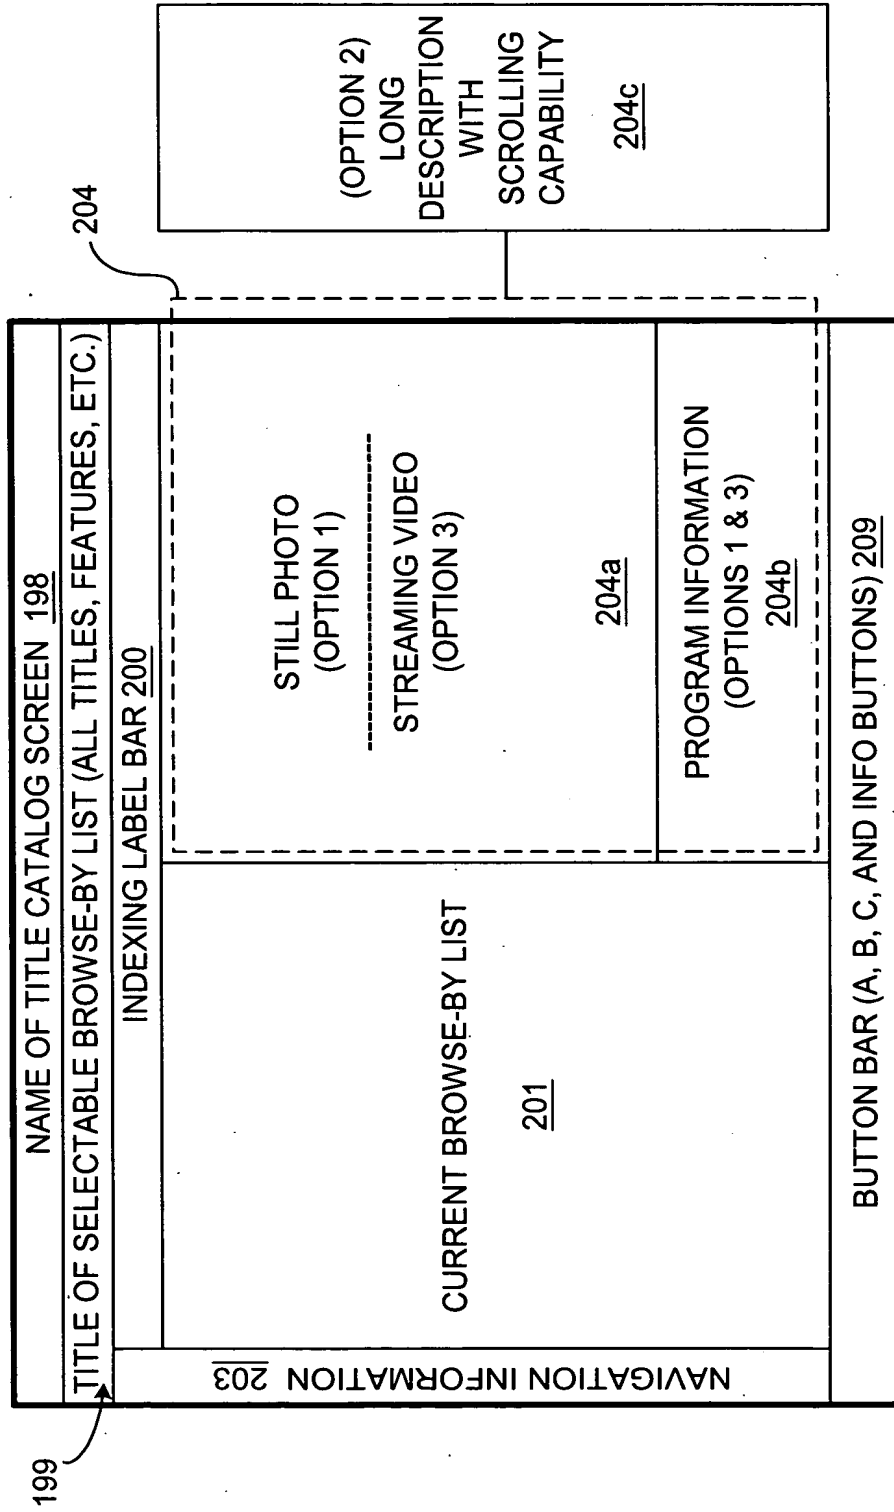 NAME OF TITLE CATALOG SCREEN 198
199
TITLE OF SELECTABLE BROWSE-BY LIST (ALL TITLES, FEATURES, ETC.)
INDEXING LABEL BAR 200
204
NAVIGATION INFORMATION 203
CURRENT BROWSE-BY LIST
201
STILL PHOTO
(OPTION 1)
STREAMING VIDEO
(OPTION 3)
204a
PROGRAM INFORMATION
(OPTIONS 1 & 3)
204b
(OPTION 2)
LONG
DESCRIPTION
WITH
SCROLLING
CAPABILITY
204c
BUTTON BAR (A, B, C, AND INFO BUTTONS) 209